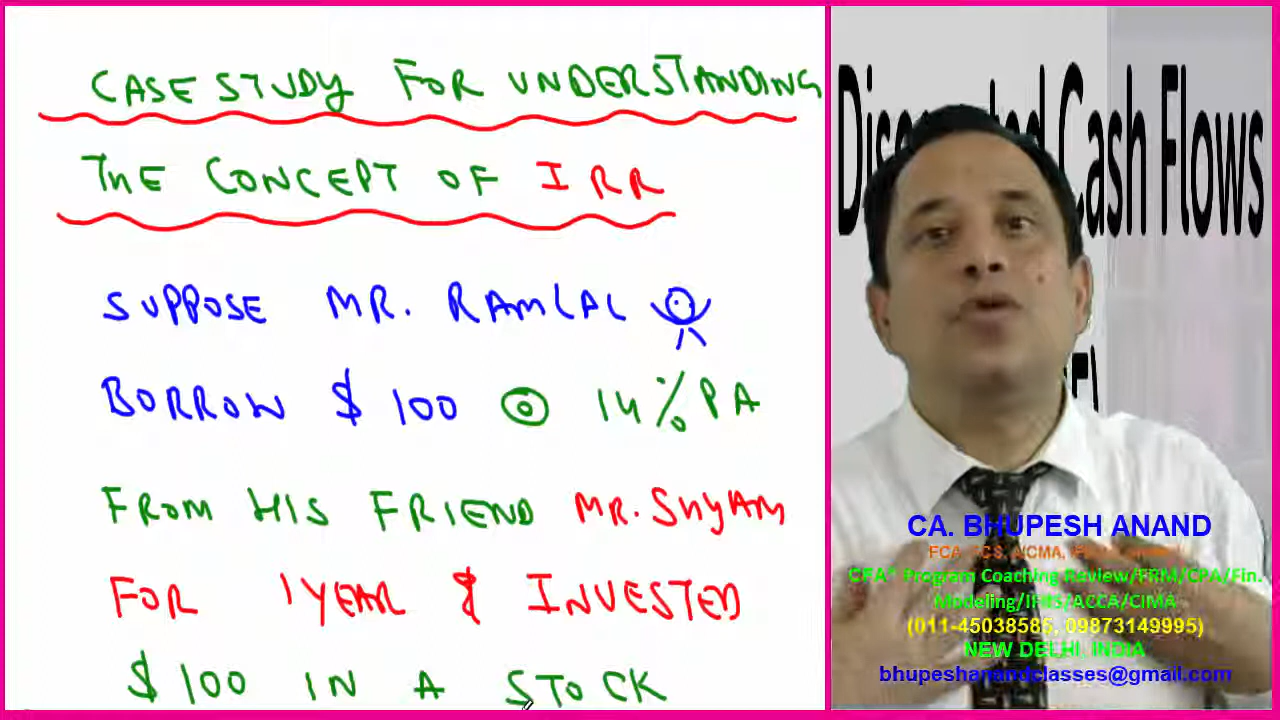 CASE STUDY FOR UNDERSTANDING
THE CONCEPT OF IRR
SUPPOSE MR. RAMLAL
BORROW $ 100 @ 14% PA
FROM HIS FRIEND MR. SHYAM
FOR 1 YEAR & INVESTED
$ 100 IN A STOCK
Cash Flows
CA. BHUPESH ANAND
FCA,
CFA® Program Coaching Review/FRM/CPA/Fin.
Modeling/IFRS/ACCA/CIMA
(011-45038585, 09873149995)
NEW DELHI, INDIA
bhupeshanandclasses@gmail.com